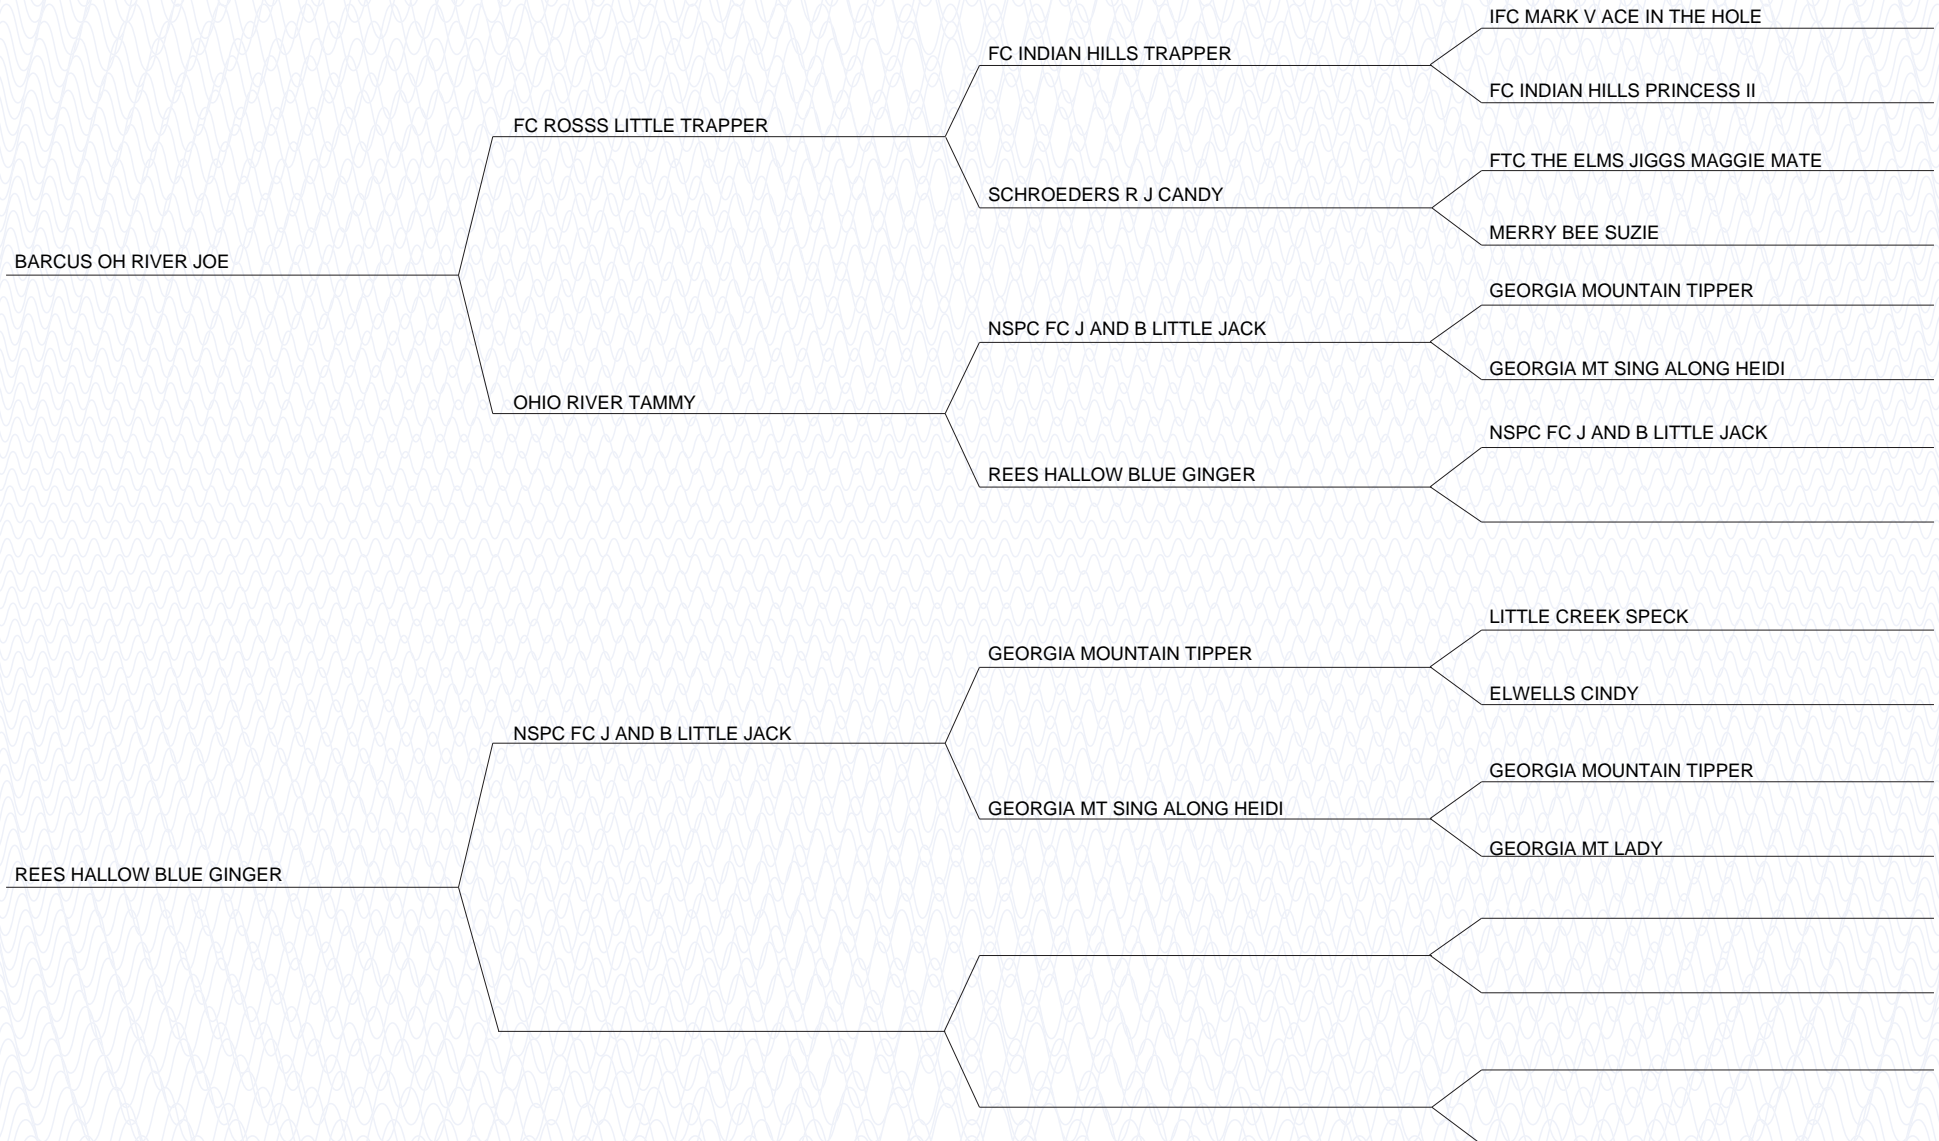 IFC MARK V ACE IN THE HOLE
FC INDIAN HILLS TRAPPER
FC INDIAN HILLS PRINCESS II
FC ROSSS LITTLE TRAPPER
FTC THE ELMS JIGGS MAGGIE MATE
SCHROEDERS R J CANDY
MERRY BEE SUZIE
BARCUS OH RIVER JOE
GEORGIA MOUNTAIN TIPPER
NSPC FC J AND B LITTLE JACK
GEORGIA MT SING ALONG HEIDI
OHIO RIVER TAMMY
NSPC FC J AND B LITTLE JACK
REES HALLOW BLUE GINGER
LITTLE CREEK SPECK
GEORGIA MOUNTAIN TIPPER
ELWELLS CINDY
NSPC FC J AND B LITTLE JACK
GEORGIA MOUNTAIN TIPPER
GEORGIA MT SING ALONG HEIDI
GEORGIA MT LADY
REES HALLOW BLUE GINGER